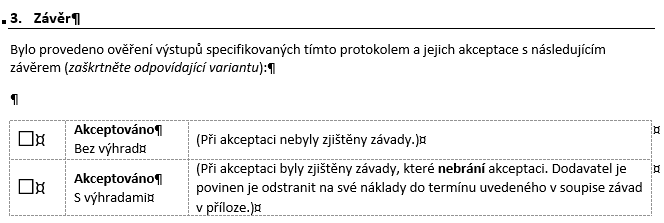 3. Závěr¶
Bylo provedeno ověření výstupů specifikovaných tímto protokolem a jejich akceptace s následujícím
závěrem (zaškrtněte odpovídající variantu):¶
¶
☐¤ Akceptováno¶ (Při akceptaci nebyly zjištěny závady.)¤ ¤
Bez výhrad¤
☐¤ Akceptováno¶ (Při akceptaci byly zjištěny závady, které nebrání akceptaci. Dodavatel je ¤
S výhradami¤ povinen je odstranit na své náklady do termínu uvedeného v soupise závad
v příloze.)¤